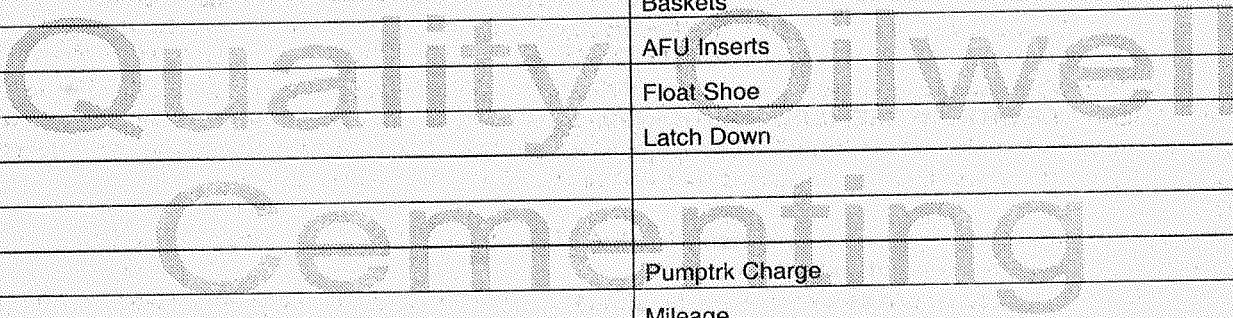 Baskets
AFU Inserts
Quality Oilwell
Float Shoe
Latch Down
Cementing
Pumptrk Charge
Mileage